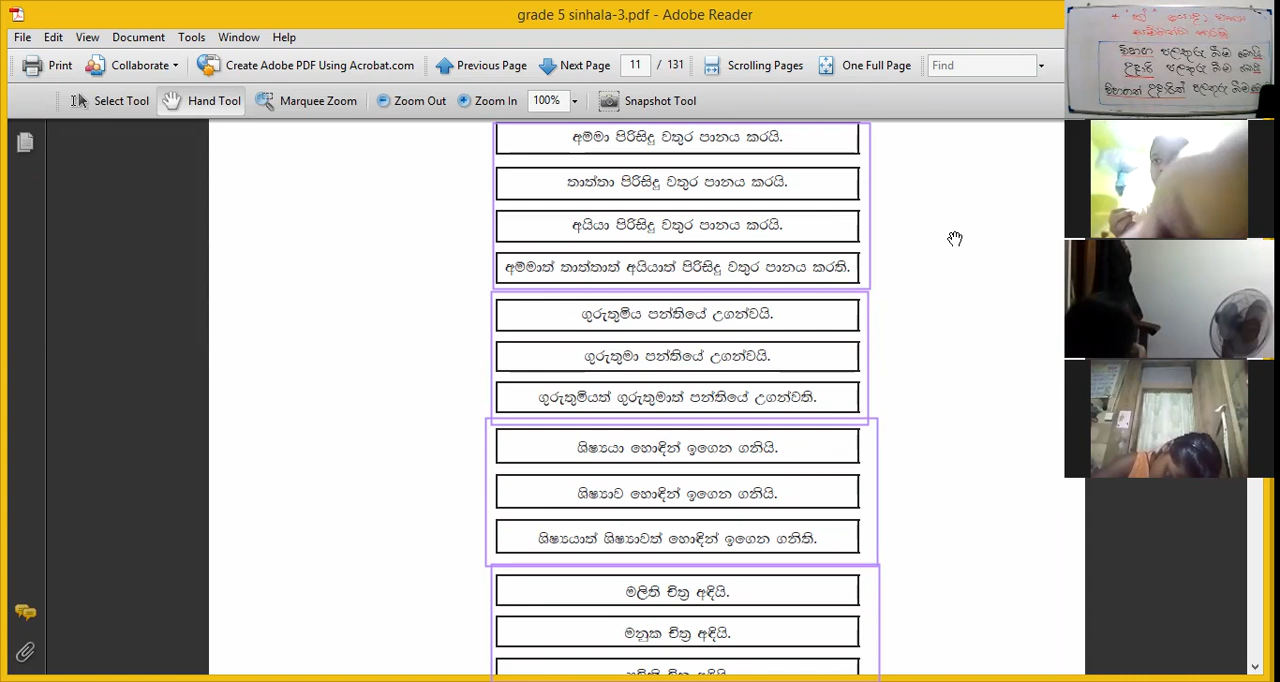 grade 5 sinhala-3.pdf - Adobe Reader
File Edit View Document Tools Window Help
Print Collaborate Create Adobe PDF Using Acrobat.com Previous Page Next Page 11 / 131 Scrolling Pages One Full Page Find
Select Tool Hand Tool Marquee Zoom Zoom Out Zoom In 100% Snapshot Tool
අම්මා පිරිසිදු වතුර පානය කරයි.
තාත්තා පිරිසිදු වතුර පානය කරයි.
අයියා පිරිසිදු වතුර පානය කරයි.
අම්මාත් තාත්තාත් අයියාත් පිරිසිදු වතුර පානය කරති.
ගුරුතුමිය පන්තියේ උගන්වයි.
ගුරුතුමා පන්තියේ උගන්වයි.
ගුරුතුමියත් ගුරුතුමාත් පන්තියේ උගන්වති.
ශිෂ්‍යයා හොඳින් ඉගෙන ගනියි.
ශිෂ්‍යාව හොඳින් ඉගෙන ගනියි.
ශිෂ්‍යයාත් ශිෂ්‍යාවත් හොඳින් ඉගෙන ගනිති.
මලිති චිත්‍ර අඳියි.
මනුක චිත්‍ර අඳියි.
චිත්‍ර අඳියි.
පලතුරු බීම
පලතුරු බීම
පලතුරු